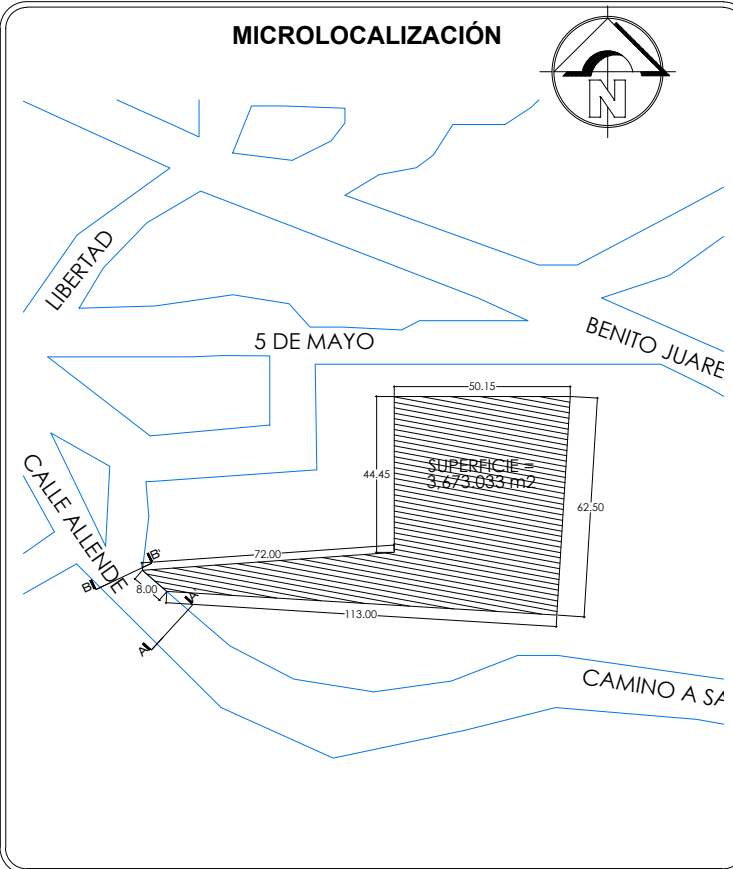 MICROLOCALIZACIÓN
N
LIBERTAD
5 DE MAYO
BENITO JUARE
50.15
44.45
SUPERFICIE =
3,673.033 m2
62.50
CALLE ALLENDE
B'
72.00
B
8.00
A'
113.00
A
CAMINO A SA